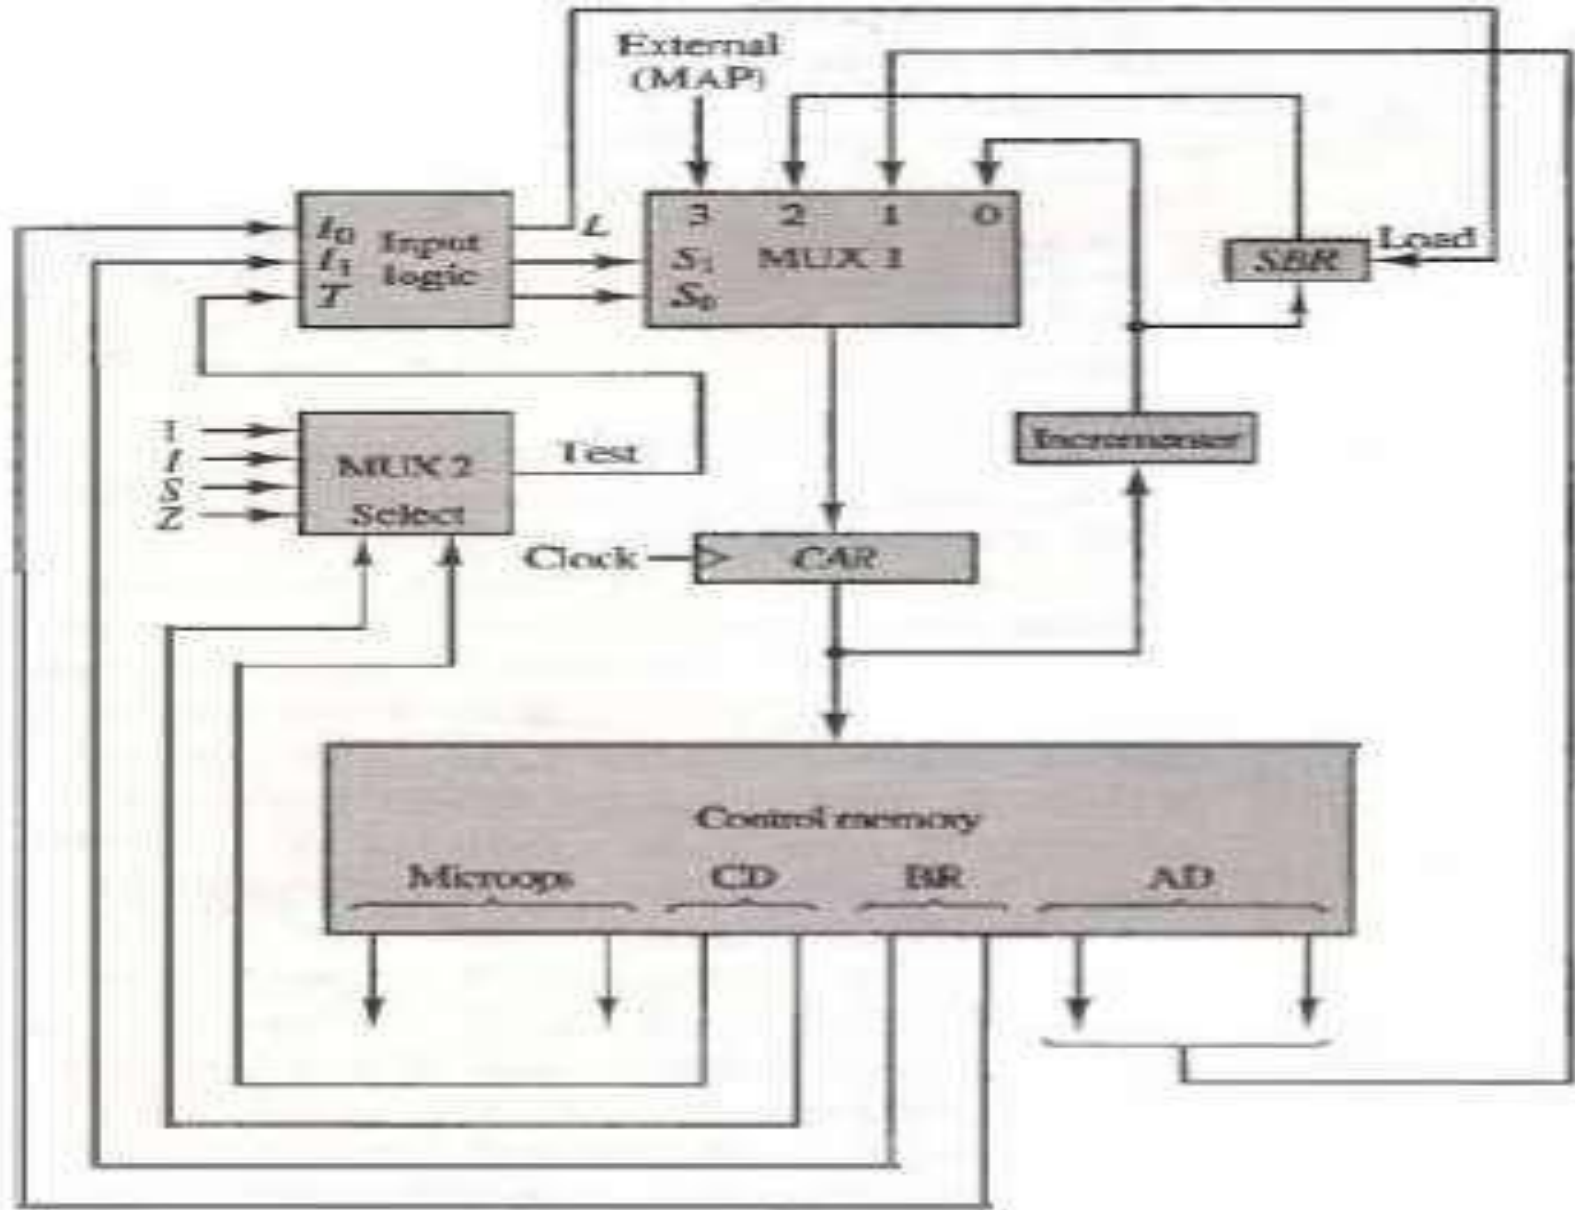 External
(MAP)
I₀ Input logic
I₁
T
L
3 2 1 0
S₁ MUX 1
S₀
SBR
Load
1
I
S
Z
MUX 2
Select
Test
Incrementer
Clock
CAR
Control memory
Microops CD BR AD